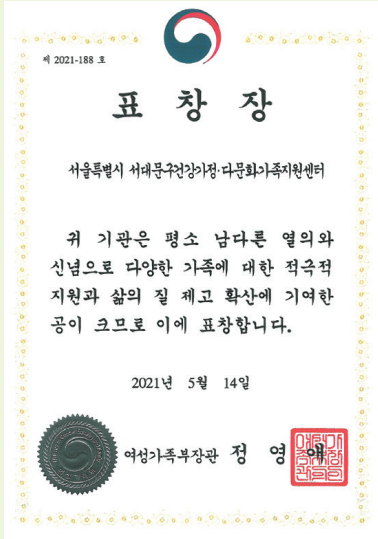 제 2021-188 호
표 창 장
서울특별시 서대문구건강가정·다문화가족지원센터
귀 기관은 평소 남다른 열의와
신념으로 다양한 가족에 대한 적극적
지원과 삶의 질 제고 확산에 기여한
공이 크므로 이에 표창합니다.
2021년 5월 14일
여성가족부장관 정 영 애